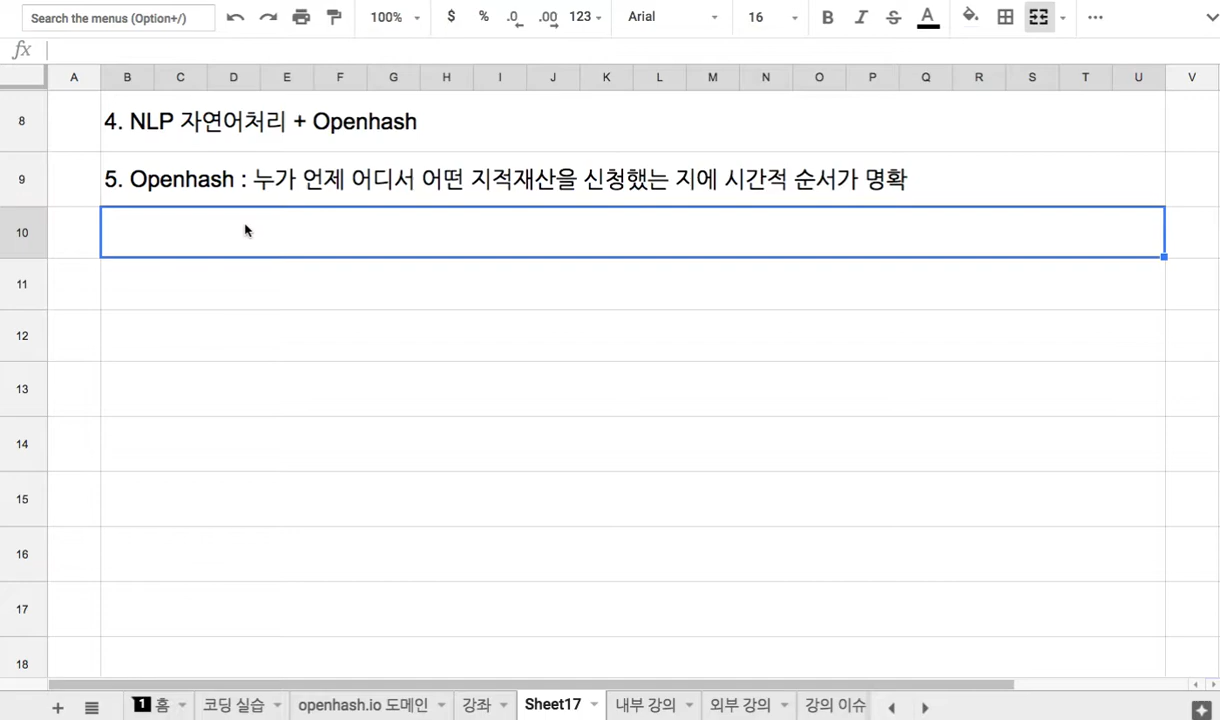 Search the menus (Option+/)
100%
$
%
.0
.00
123
Arial
16
B
I
S
A
fx
A B C D E F G H I J K L M N O P Q R S T U V
8
4. NLP 자연어처리 + Openhash
9
5. Openhash : 누가 언제 어디서 어떤 지적재산을 신청했는 지에 시간적 순서가 명확
10
11
12
13
14
15
16
17
18
1 홈
코딩 실습
openhash.io 도메인
강좌
Sheet17
내부 강의
외부 강의
강의 이슈